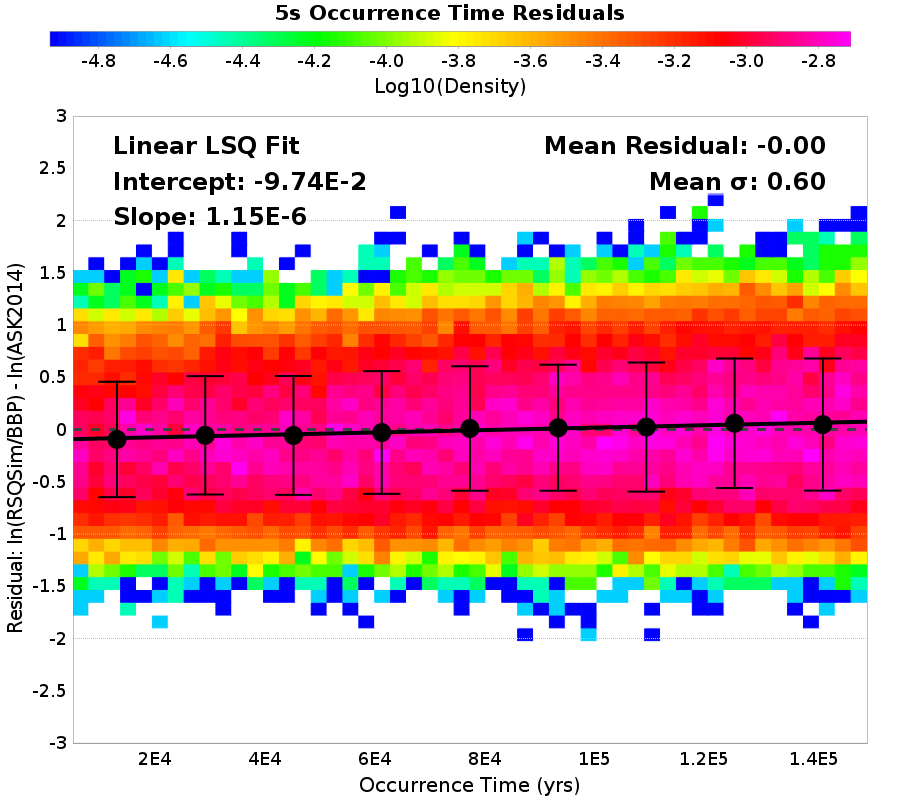 5s Occurrence Time Residuals
-4.8 -4.6 -4.4 -4.2 -4.0 -3.8 -3.6 -3.4 -3.2 -3.0 -2.8
Log10(Density)
Linear LSQ Fit
Intercept: -9.74E-2
Slope: 1.15E-6
Mean Residual: -0.00
Mean σ: 0.60
Residual: ln(RSQSim/BBP) - ln(ASK2014)
3
2.5
2
1.5
1
0.5
0
-0.5
-1
-1.5
-2
-2.5
-3
2E4 4E4 6E4 8E4 1E5 1.2E5 1.4E5
Occurrence Time (yrs)